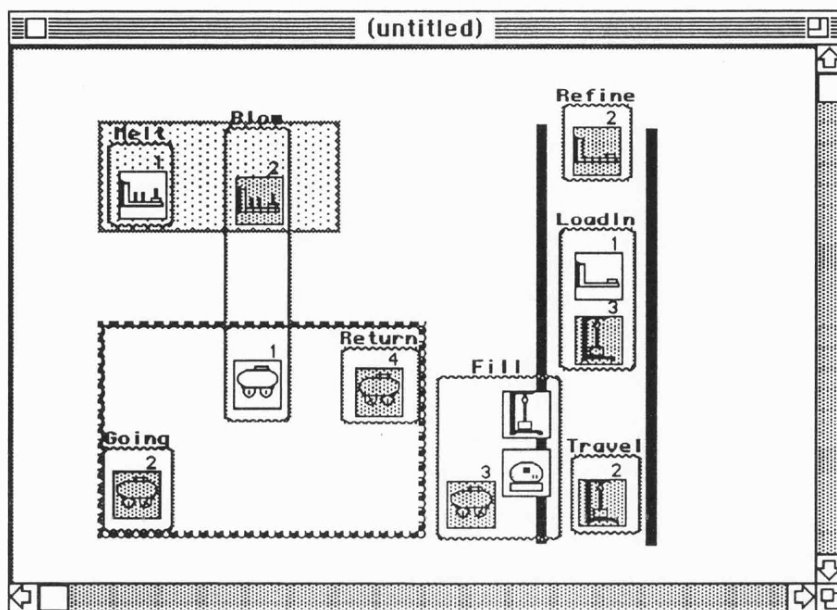 (untitled)
Refine
2
Blow
Melt
1
2
LoadIn
1
3
Return
4
1
Fill
Going
2
3
Travel
2